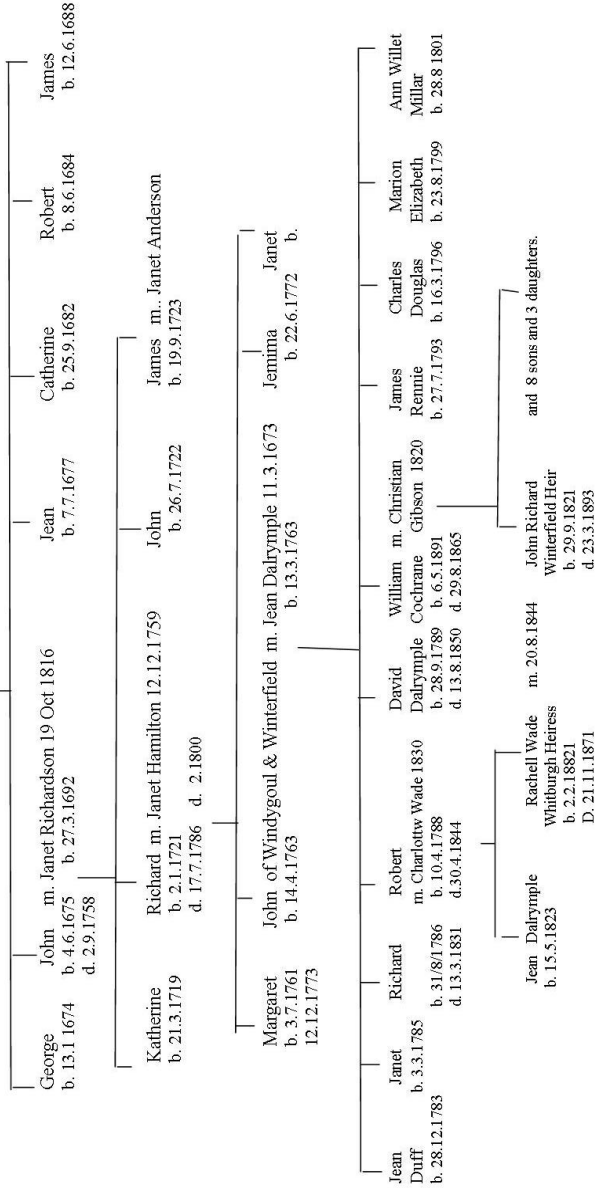 George
b. 13.1 1674
John     m. Janet Richardson 19 Oct 1816
b. 4.6.1675     b. 27.3.1692
d. 2.9.1758
Jean
b. 7.7.1677
Catherine
b. 25.9.1682
Robert
b. 8.6.1684
James
b. 12.6.1688
Katherine
b. 21.3.1719
Richard  m. Janet Hamilton 12.12.1759
b. 2.1.1721
d. 17.7.1786   d.   2.1800
John
b. 26.7.1722
James  m.. Janet Anderson
b. 19.9.1723
Margaret
b. 3.7.1761
12.12.1773
John  of Windygoul & Winterfield  m. Jean Dalrymple 11.3.1673
b. 14.4.1763     b. 13.3.1763
Jemima
b. 22.6.1772
Janet
b.
Jean
Duff
b. 28.12.1783
Janet
b. 3.3.1785
Richard
b. 31/8/1786
d. 13.3.1831
Robert
m. Charlottw Wade 1830
b. 10.4.1788
d.30.4.1844
David
Dalrymple
b. 28.9.1789
d. 13.8.1850
William    m. Christian
Cochrane    Gibson  1820
b. 6.5.1891
d. 29.8.1865
James
Rennie
b. 27.7.1793
Charles
Douglas
b. 16.3.1796
Marion
Elizabeth
b. 23.8.1799
Ann Willet
Millar
b. 28.8 1801
Jean  Dalrymple
b. 15.5.1823
Rachell Wade     m. 20.8.1844
Whitburgh Heiress
b. 2.2.18821
D. 21.11.1871
John Richard
Winterfield Heir
b. 29.9.1821
d. 23.3.1893
and  8 sons and 3 daughters.